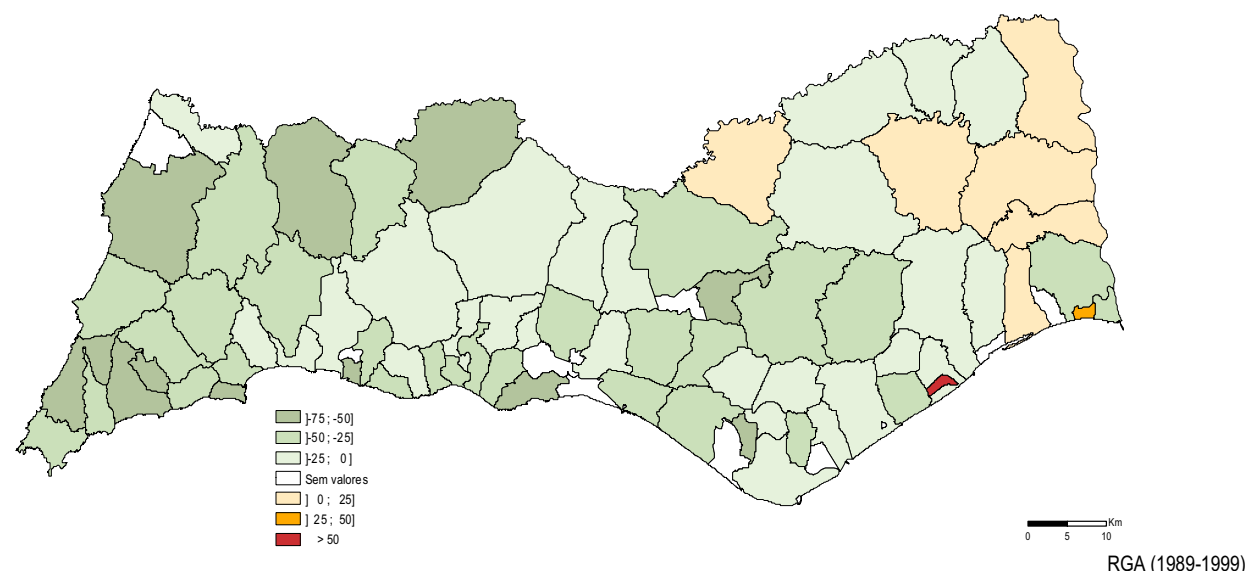 ]-75 ; -50]
]-50 ; -25]
]-25 ; 0 ]
Sem valores
] 0 ; 25]
] 25 ; 50]
> 50
Km
0 5 10
RGA (1989-1999)